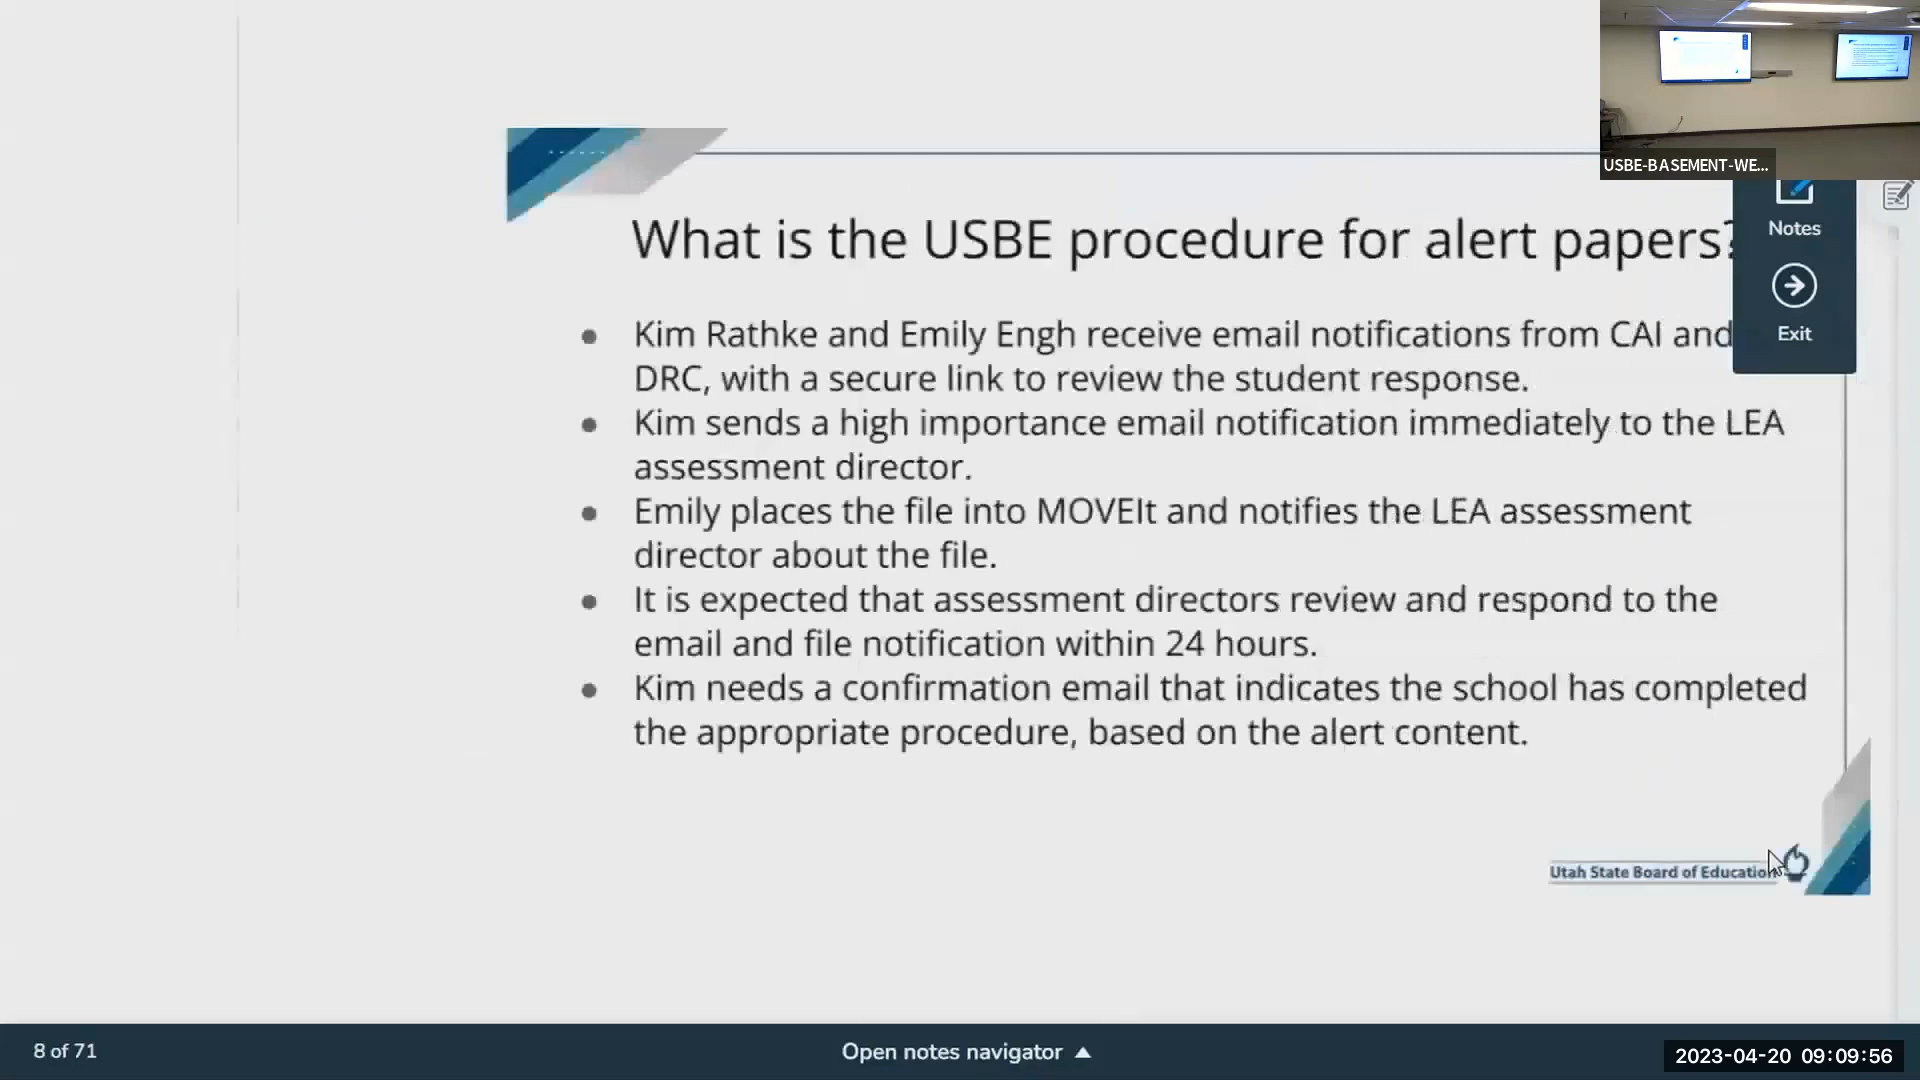 USBE-BASEMENT-WE...
Notes
Exit
What is the USBE procedure for alert papers?
Kim Rathke and Emily Engh receive email notifications from CAI and
DRC, with a secure link to review the student response.
Kim sends a high importance email notification immediately to the LEA
assessment director.
Emily places the file into MOVEIt and notifies the LEA assessment
director about the file.
It is expected that assessment directors review and respond to the
email and file notification within 24 hours.
Kim needs a confirmation email that indicates the school has completed
the appropriate procedure, based on the alert content.
Utah State Board of Education
8 of 71
Open notes navigator
2023-04-20 09:09:56